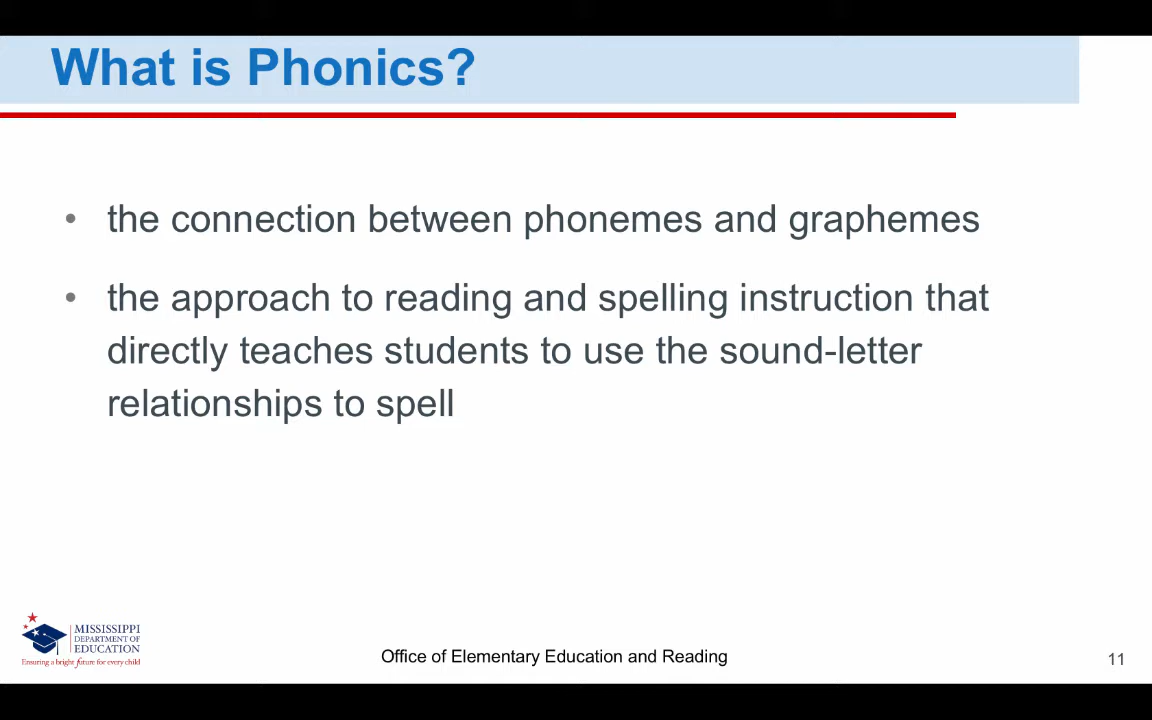 What is Phonics?
• the connection between phonemes and graphemes
• the approach to reading and spelling instruction that
directly teaches students to use the sound-letter
relationships to spell
MISSISSIPPI
DEPARTMENT OF
EDUCATION
Ensuring a bright future for every child
Office of Elementary Education and Reading
11